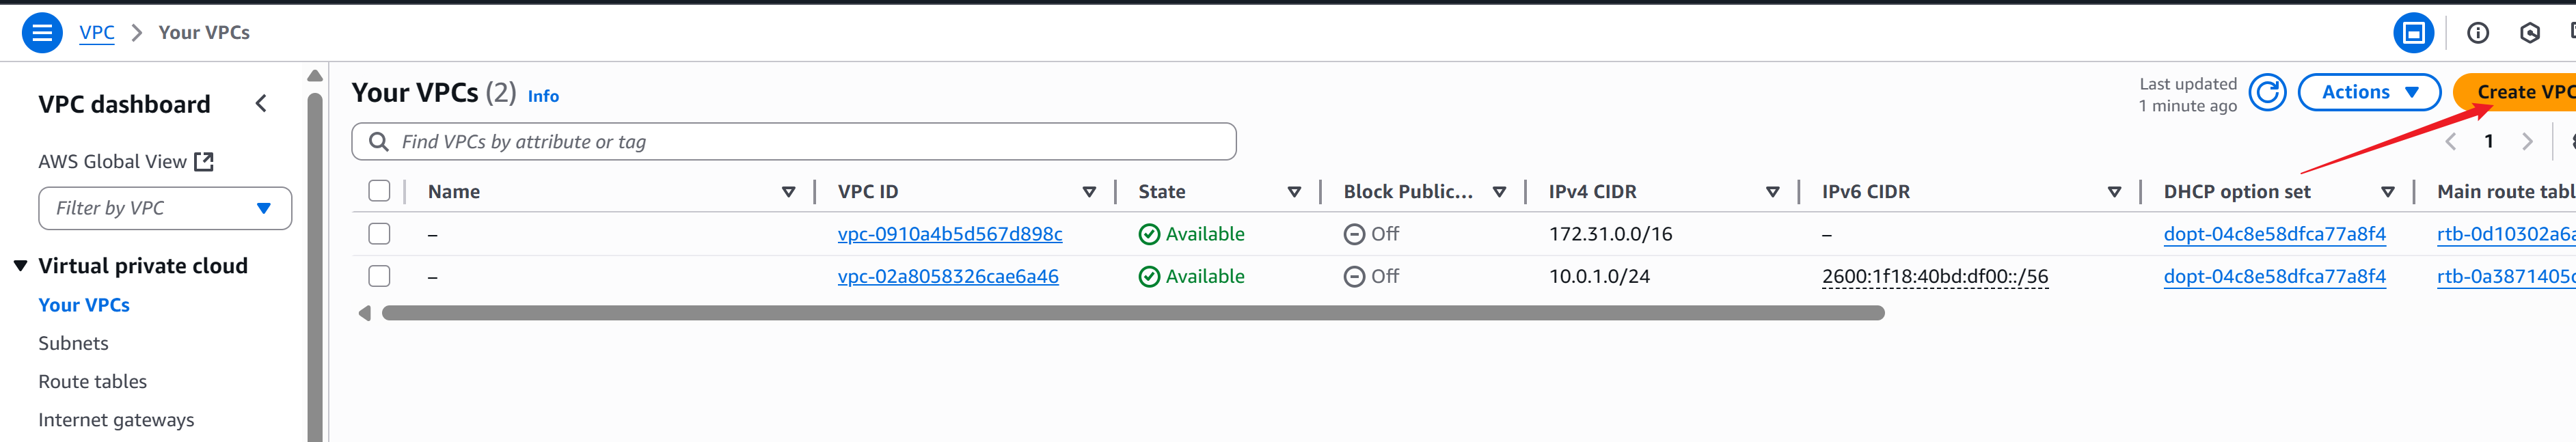 VPC > Your VPCs
VPC dashboard
AWS Global View
Filter by VPC
Virtual private cloud
Your VPCs
Subnets
Route tables
Internet gateways
Your VPCs (2) Info
Last updated
1 minute ago
Actions
Create VPC
Find VPCs by attribute or tag
1
Name VPC ID State Block Public... IPv4 CIDR IPv6 CIDR DHCP option set Main route tabl
– vpc-0910a4b5d567d898c Available Off 172.31.0.0/16 – dopt-04c8e58dfca77a8f4 rtb-0d10302a6a
– vpc-02a8058326cae6a46 Available Off 10.0.1.0/24 2600:1f18:40bd:df00::/56 dopt-04c8e58dfca77a8f4 rtb-0a3871405c